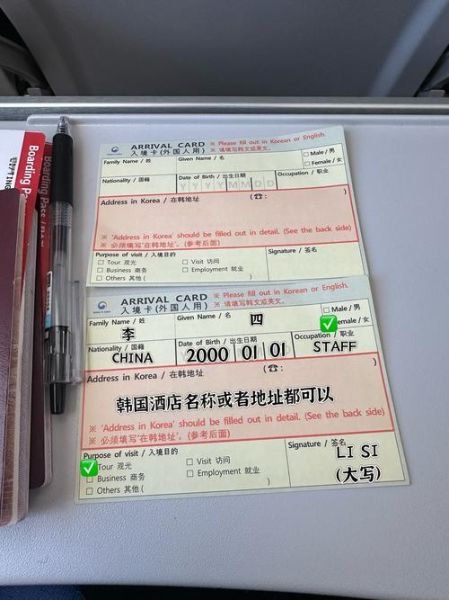 Boarding Pass
Boarding Pass
ARRIVAL CARD
入境卡(外国人用)
※ Please fill out in Korean or English.
※ 请填写韩文或英文。
Family Name / 姓
Given Name / 名
□ Male / 男
□ Female / 女
Nationality / 国籍
Date of Birth / 出生日期
YYYYMMDD
Occupation / 职业
Address in Korea / 在韩地址
(☎: )
※ 'Address in Korea' should be filled out in detail. (See the back side)
※ 必须填写'在韩地址'. (参考后面)
Purpose of visit / 入境目的
□ Tour 观光
□ Visit 访问
□ Business 商务
□ Employment 就业
□ Others 其他 ( )
Signature / 签名
ARRIVAL CARD
入境卡(外国人用)
※ Please fill out in Korean or English.
※ 请填写韩文或英文。
Family Name / 姓
李
Given Name / 名
四
□ Male / 男
✅emale / 女
Nationality / 国籍
CHINA
Date of Birth / 出生日期
2000 01 01
Occupation / 职业
STAFF
Address in Korea / 在韩地址
(☎: )
韩国酒店名称或者地址都可以
※ 'Address in Korea' should be filled out in detail. (See the back side)
※ 必须填写'在韩地址'. (参考后面)
Purpose of visit / 入境目的
✅Tour 观光
□ Visit 访问
□ Business 商务
□ Employment 就业
□ Others 其他 ( )
Signature / 签名
LI SI
(大写)